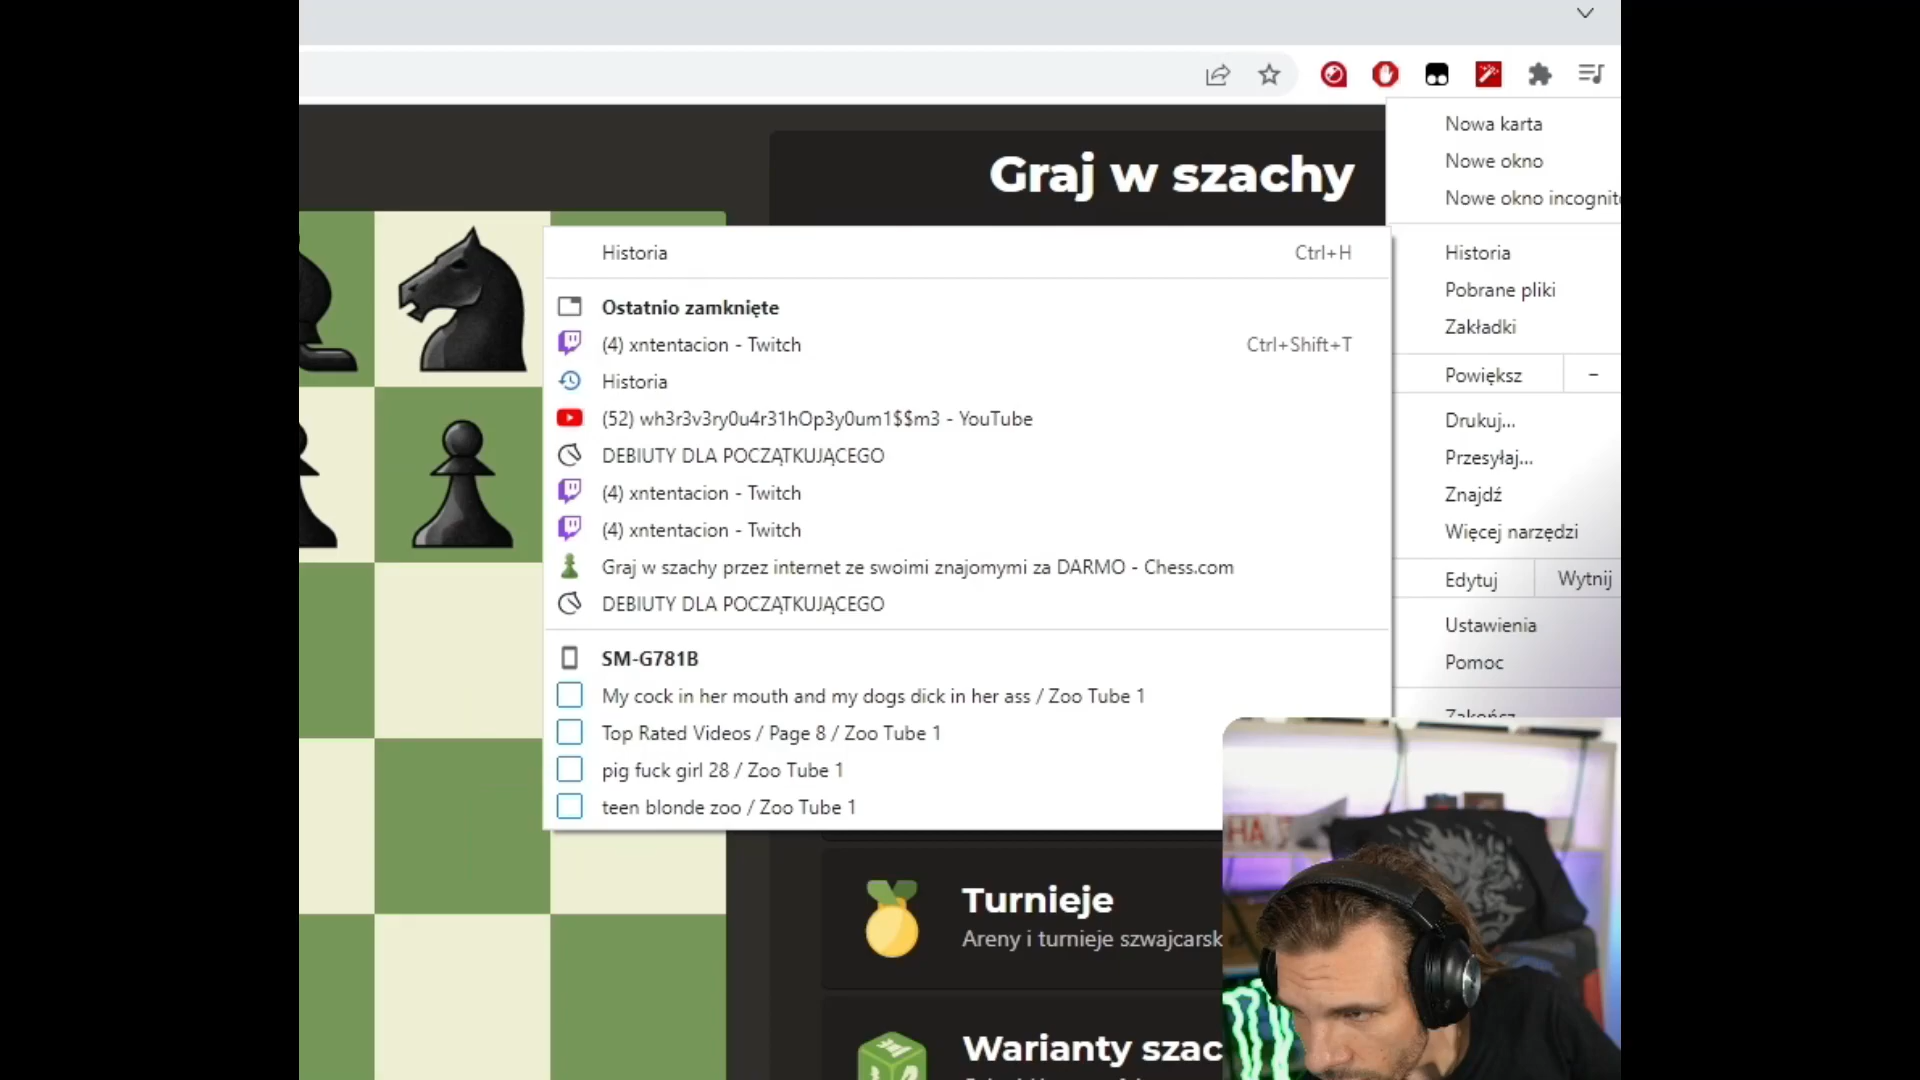 Nowa karta
Nowe okno
Nowe okno incognit
Graj w szachy
Historia Ctrl+H
Ostatnio zamknięte
(4) xntentacion - Twitch Ctrl+Shift+T
Historia
(52) wh3r3v3ry0u4r31hOp3y0um1$$m3 - YouTube
DEBIUTY DLA POCZĄTKUJĄCEGO
(4) xntentacion - Twitch
(4) xntentacion - Twitch
Graj w szachy przez internet ze swoimi znajomymi za DARMO - Chess.com
DEBIUTY DLA POCZĄTKUJĄCEGO
SM-G781B
My cock in her mouth and my dogs dick in her ass / Zoo Tube 1
Top Rated Videos / Page 8 / Zoo Tube 1
pig fuck girl 28 / Zoo Tube 1
teen blonde zoo / Zoo Tube 1
Historia
Pobrane pliki
Zakładki
Powiększ −
Drukuj...
Przesyłaj...
Znajdź
Więcej narzędzi
Edytuj Wytnij
Ustawienia
Pomoc
Zakończ
Turnieje
Areny i turnieje szwajcarsk
Warianty szac